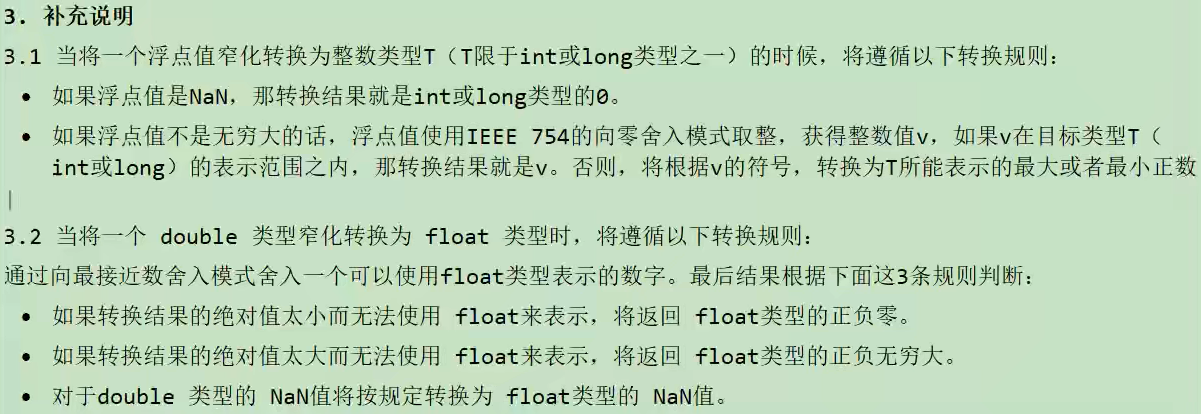 3. 补充说明
3.1 当将一个浮点值窄化转换为整数类型T（T限于int或long类型之一）的时候，将遵循以下转换规则：
• 如果浮点值是NaN，那转换结果就是int或long类型的0。
• 如果浮点值不是无穷大的话，浮点值使用IEEE 754的向零舍入模式取整，获得整数值v，如果v在目标类型T（
int或long）的表示范围之内，那转换结果就是v。否则，将根据v的符号，转换为T所能表示的最大或者最小正数
3.2 当将一个 double 类型窄化转换为 float 类型时，将遵循以下转换规则：
通过向最接近数舍入模式舍入一个可以使用float类型表示的数字。最后结果根据下面这3条规则判断：
• 如果转换结果的绝对值太小而无法使用 float来表示，将返回 float类型的正负零。
• 如果转换结果的绝对值太大而无法使用 float来表示，将返回 float类型的正负无穷大。
• 对于double 类型的 NaN值将按规定转换为 float类型的 NaN值。